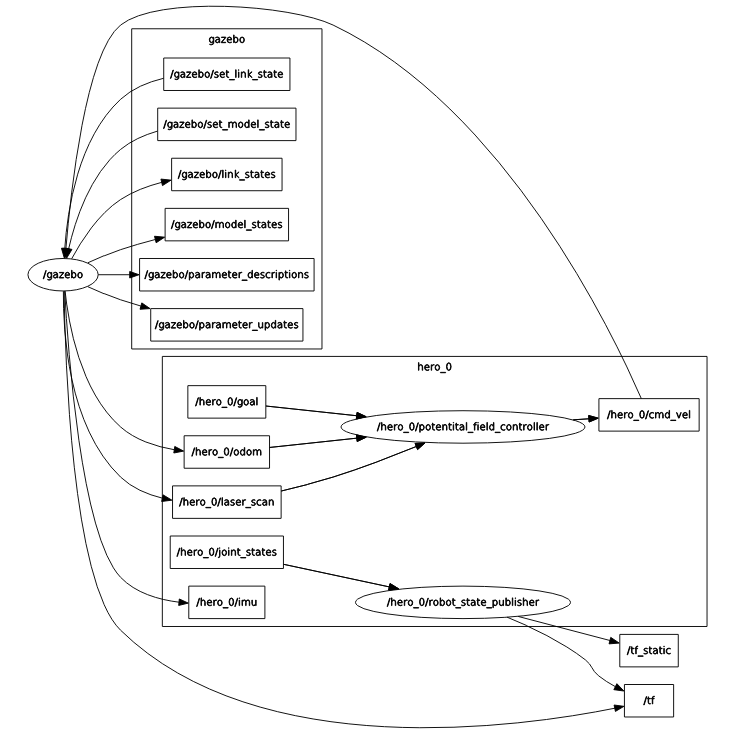 gazebo
/gazebo/set_link_state
/gazebo/set_model_state
/gazebo/link_states
/gazebo/model_states
/gazebo
/gazebo/parameter_descriptions
/gazebo/parameter_updates
hero_0
/hero_0/goal
/hero_0/cmd_vel
/hero_0/potentital_field_controller
/hero_0/odom
/hero_0/laser_scan
/hero_0/joint_states
/hero_0/imu
/hero_0/robot_state_publisher
/tf_static
/tf